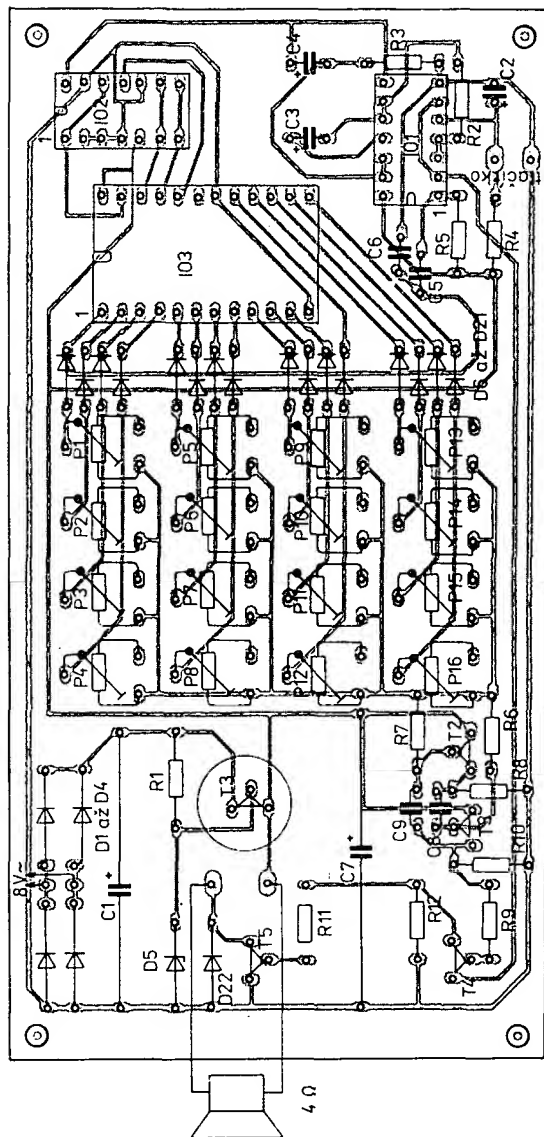 C4
R3
C2
1
IO2
C3
IO1
R2
tlačítko
1
R5
R4
C6
C5
IO3
1
D6 až D21
P1
P5
P9
P13
P2
P6
P10
P14
P3
P7
P11
P15
P4
P8
P12
P16
R7
T2
R6
D1 až D4
R1
T3
C9
R8
8V~
C1
C7
R10
D5
D22
T5
R11
R12
R9
T4
4 Ω